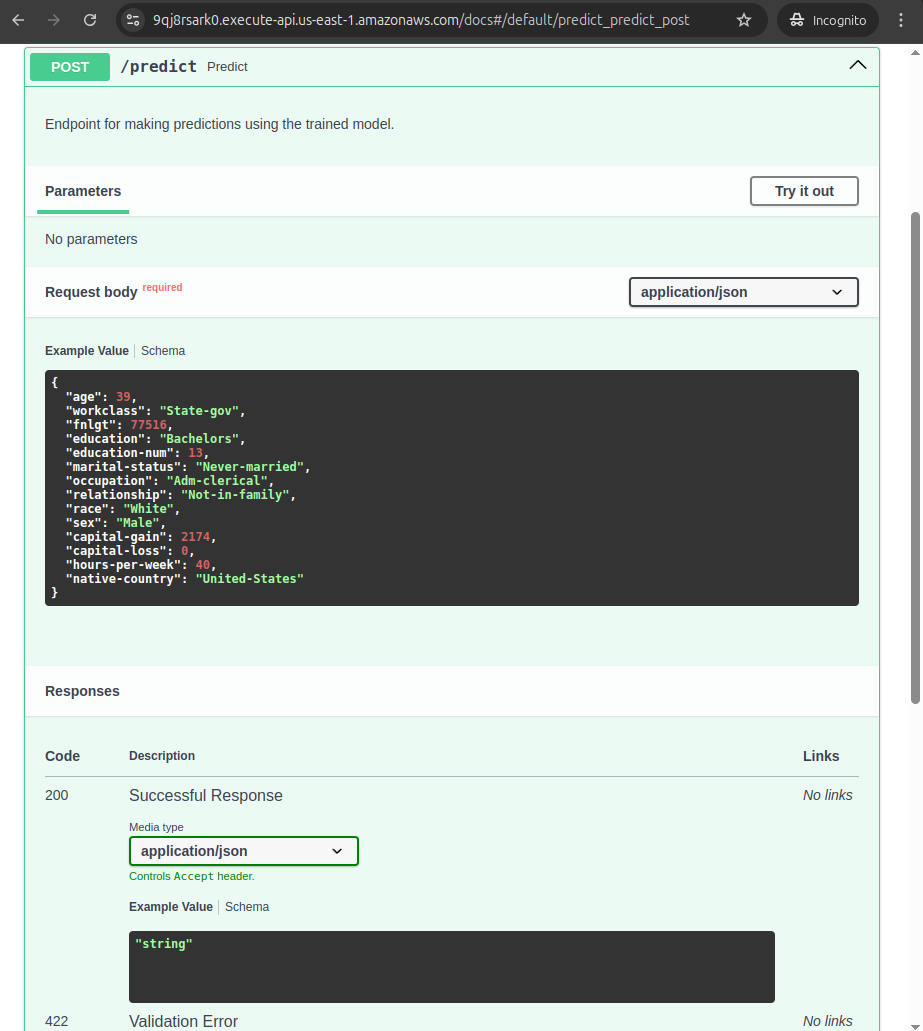 9qj8rsark0.execute-api.us-east-1.amazonaws.com/docs#/default/predict_predict_post
Incognito
POST /predict Predict
Endpoint for making predictions using the trained model.
Parameters
Try it out
No parameters
Request body required
application/json
Example Value Schema
{
"age": 39,
"workclass": "State-gov",
"fnlgt": 77516,
"education": "Bachelors",
"education-num": 13,
"marital-status": "Never-married",
"occupation": "Adm-clerical",
"relationship": "Not-in-family",
"race": "White",
"sex": "Male",
"capital-gain": 2174,
"capital-loss": 0,
"hours-per-week": 40,
"native-country": "United-States"
}
Responses
Code Description Links
200 Successful Response No links
Media type
application/json
Controls Accept header.
Example Value Schema
"string"
422 Validation Error No links